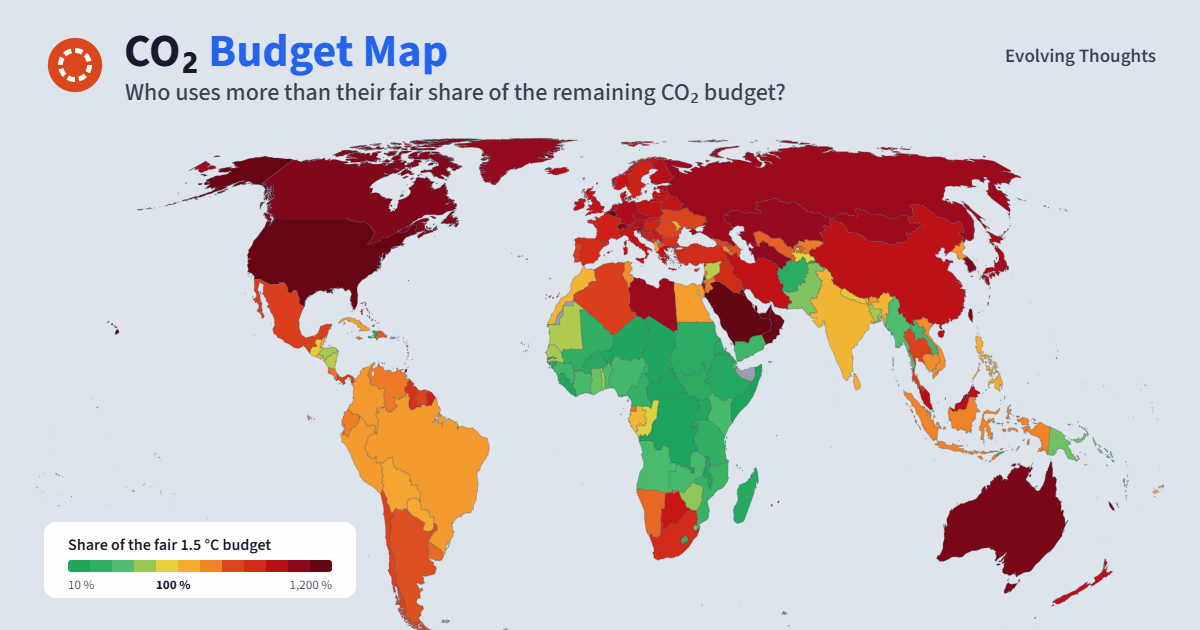 CO₂ Budget Map
Who uses more than their fair share of the remaining CO₂ budget?
Evolving Thoughts
Share of the fair 1.5 °C budget
10 % 100 % 1,200 %